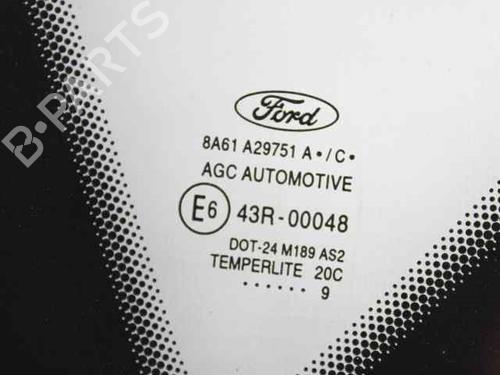 B-PARTS
Ford
8A61 A29751 A•/C•
AGC AUTOMOTIVE
E6 43R-00048
DOT-24 M189 AS2
TEMPERLITE 20C
•••••• 9